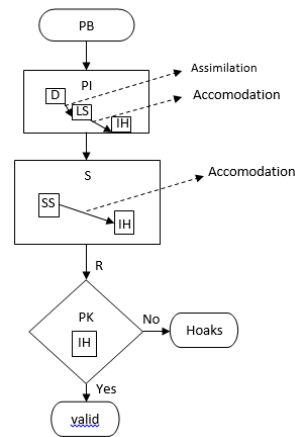 PB
PI
Assimilation
D
Accomodation
LS
IH
S
Accomodation
SS
IH
R
PK
No
Hoaks
IH
Yes
valid